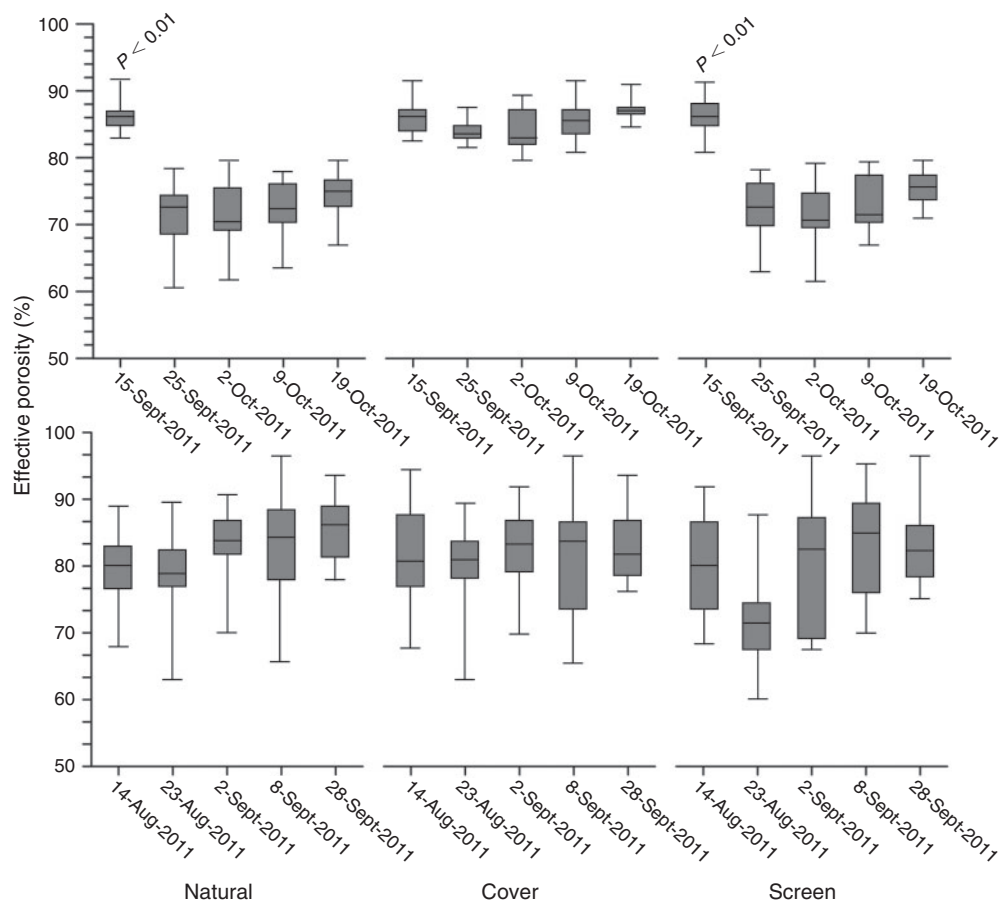 Effective porosity (%)
100
90
80
70
60
50
P < 0.01
P < 0.01
15-Sept-2011
25-Sept-2011
2-Oct-2011
9-Oct-2011
19-Oct-2011
15-Sept-2011
25-Sept-2011
2-Oct-2011
9-Oct-2011
19-Oct-2011
15-Sept-2011
25-Sept-2011
2-Oct-2011
9-Oct-2011
19-Oct-2011
100
90
80
70
60
50
14-Aug-2011
23-Aug-2011
2-Sept-2011
8-Sept-2011
28-Sept-2011
14-Aug-2011
23-Aug-2011
2-Sept-2011
8-Sept-2011
28-Sept-2011
14-Aug-2011
23-Aug-2011
2-Sept-2011
8-Sept-2011
28-Sept-2011
Natural
Cover
Screen